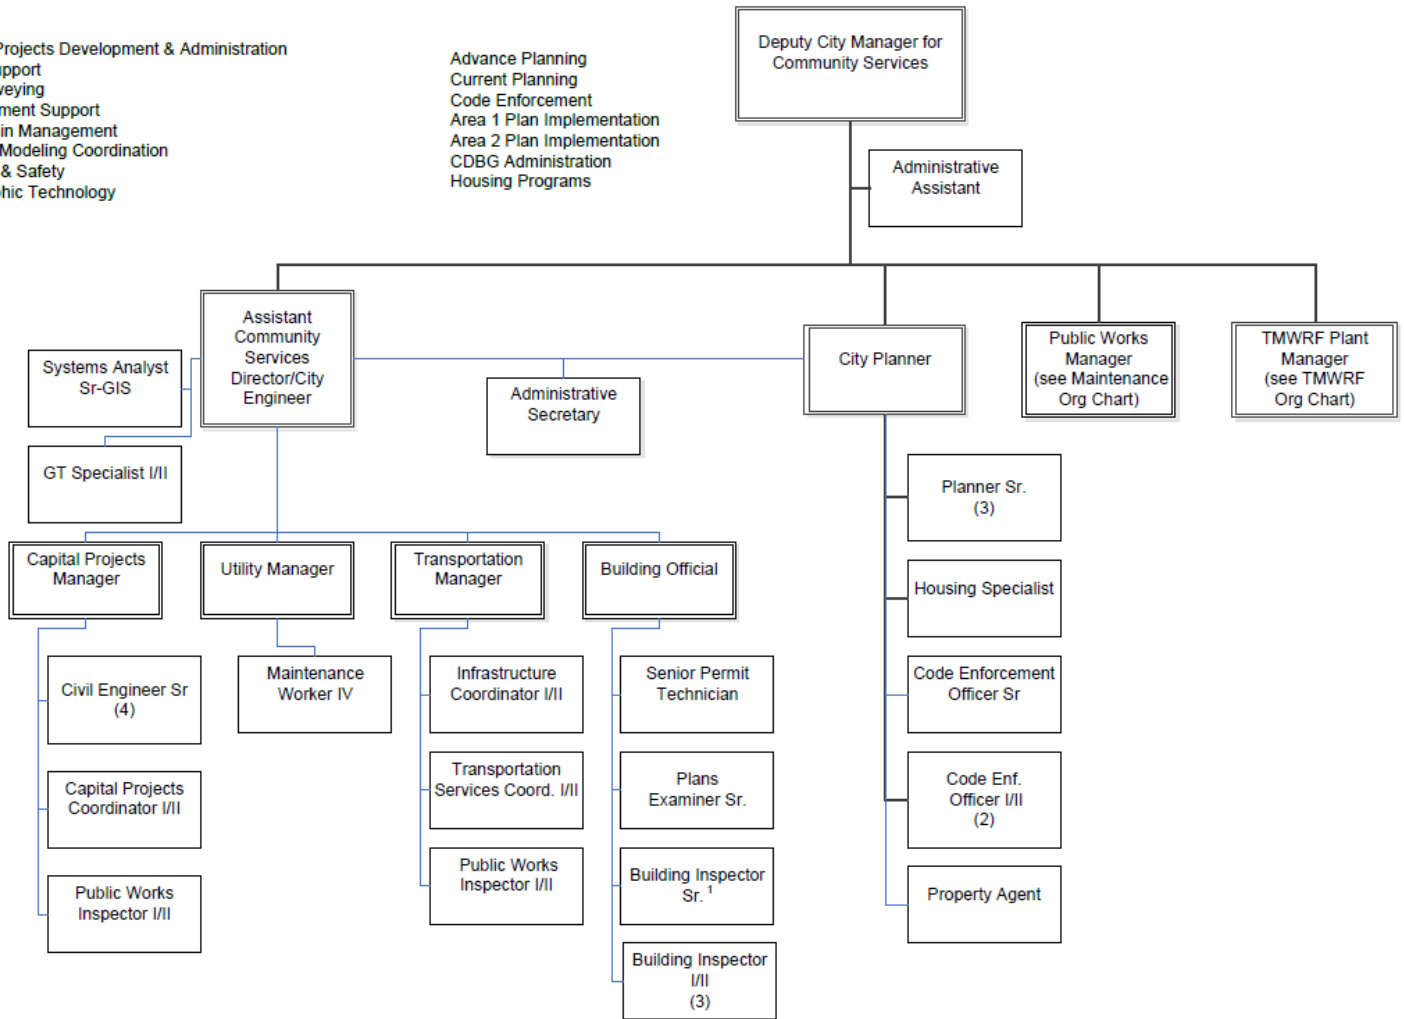 Projects Development & Administration
Management
Modeling Coordination
& Safety
Technology
Support
Advance Planning
Current Planning
Code Enforcement
Area 1 Plan Implementation
Area 2 Plan Implementation
CDBG Administration
Housing Programs
Deputy City Manager for
Community Services
Administrative
Assistant
Assistant
Community
Services
Director/City
Engineer
Systems Analyst
Sr-GIS
GT Specialist I/II
Administrative
Secretary
City Planner
Public Works
Manager
(see Maintenance
Org Chart)
TMWRF Plant
Manager
(see TMWRF
Org Chart)
Capital Projects
Manager
Utility Manager
Transportation
Manager
Building Official
Civil Engineer Sr
(4)
Capital Projects
Coordinator I/II
Public Works
Inspector I/II
Maintenance
Worker IV
Infrastructure
Coordinator I/II
Transportation
Services Coord. I/II
Public Works
Inspector I/II
Senior Permit
Technician
Plans
Examiner Sr.
Building Inspector
Sr. 1
Building Inspector
I/II
(3)
Planner Sr.
(3)
Housing Specialist
Code Enforcement
Officer Sr
Code Enf.
Officer I/II
(2)
Property Agent